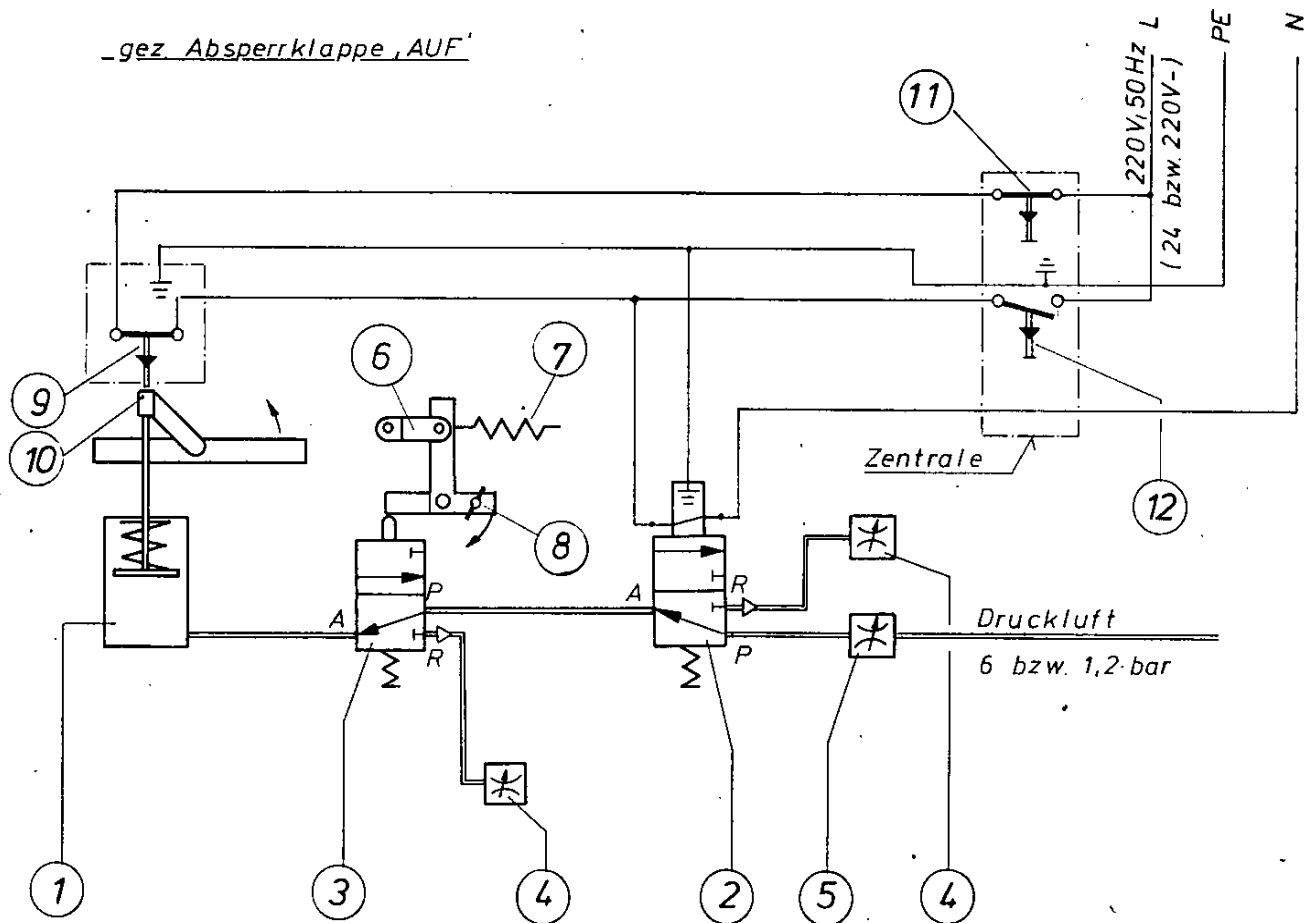 gez. Absperrklappe ‚AUF'
L
PE
N
220V, 50Hz
(24 bzw. 220V-)
11
6
7
9
10
Zentrale
12
8
R
A
P
A
P
R
Druckluft
6 bzw. 1,2 bar
1
3
4
2
5
4